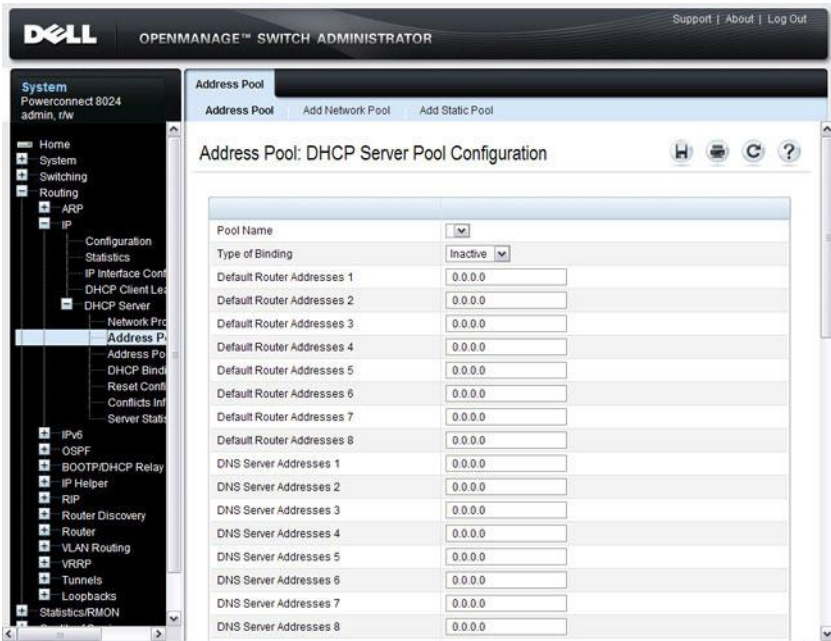 Support | About | Log Out
DELL
OPENMANAGE™ SWITCH ADMINISTRATOR
System
Powerconnect 8024
admin, r/w
Home
System
Switching
Routing
ARP
IP
Configuration
Statistics
IP Interface Conf
DHCP Client Lea
DHCP Server
Network Pro
Address P
Address Po
DHCP Bindi
Reset Confi
Conflicts Inf
Server Statis
IPv6
OSPF
BOOTP/DHCP Relay
IP Helper
RIP
Router Discovery
Router
VLAN Routing
VRRP
Tunnels
Loopbacks
Statistics/RMON
Address Pool
Address Pool Add Network Pool Add Static Pool
Address Pool: DHCP Server Pool Configuration
?
Pool Name
Type of Binding Inactive
Default Router Addresses 1 0.0.0.0
Default Router Addresses 2 0.0.0.0
Default Router Addresses 3 0.0.0.0
Default Router Addresses 4 0.0.0.0
Default Router Addresses 5 0.0.0.0
Default Router Addresses 6 0.0.0.0
Default Router Addresses 7 0.0.0.0
Default Router Addresses 8 0.0.0.0
DNS Server Addresses 1 0.0.0.0
DNS Server Addresses 2 0.0.0.0
DNS Server Addresses 3 0.0.0.0
DNS Server Addresses 4 0.0.0.0
DNS Server Addresses 5 0.0.0.0
DNS Server Addresses 6 0.0.0.0
DNS Server Addresses 7 0.0.0.0
DNS Server Addresses 8 0.0.0.0